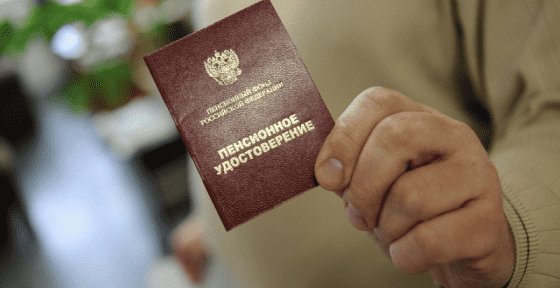 ПЕНСИОННЫЙ ФОНД
РОССИЙСКОЙ ФЕДЕРАЦИИ
ПЕНСИОННОЕ
УДОСТОВЕРЕНИЕ